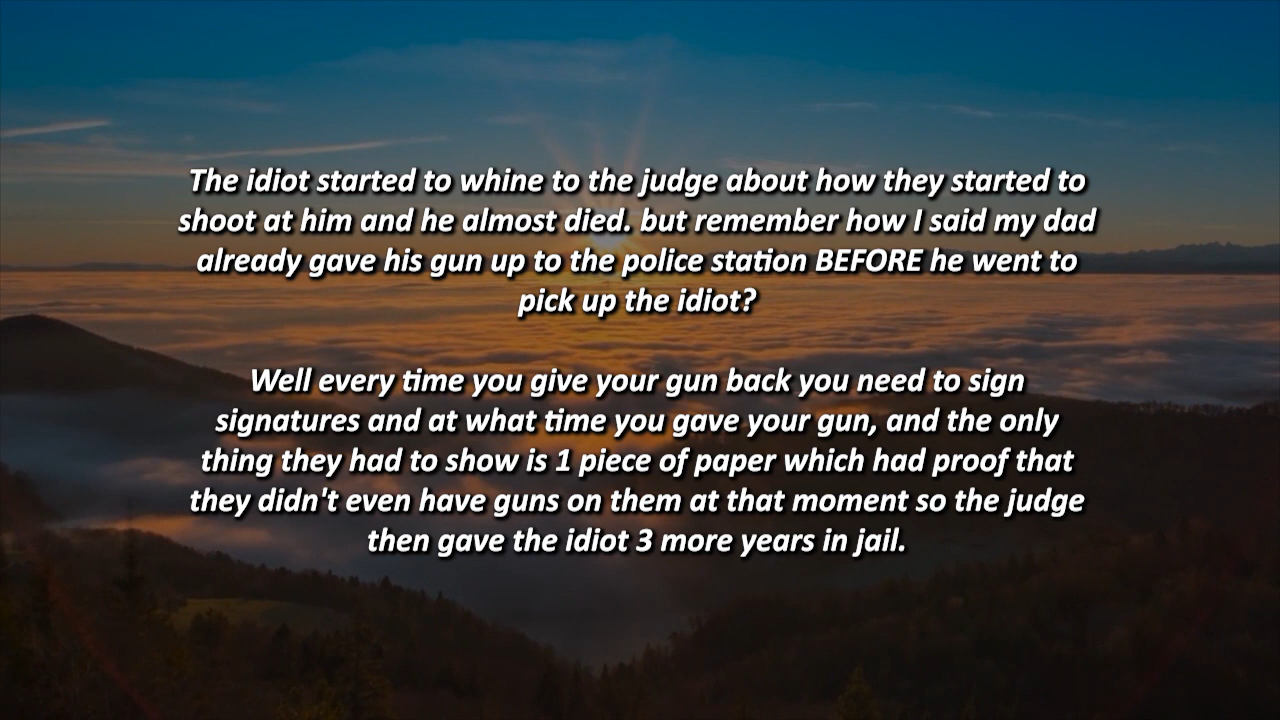 The idiot started to whine to the judge about how they started to
shoot at him and he almost died. but remember how I said my dad
already gave his gun up to the police station BEFORE he went to
pick up the idiot?
Well every time you give your gun back you need to sign
signatures and at what time you gave your gun, and the only
thing they had to show is 1 piece of paper which had proof that
they didn't even have guns on them at that moment so the judge
then gave the idiot 3 more years in jail.